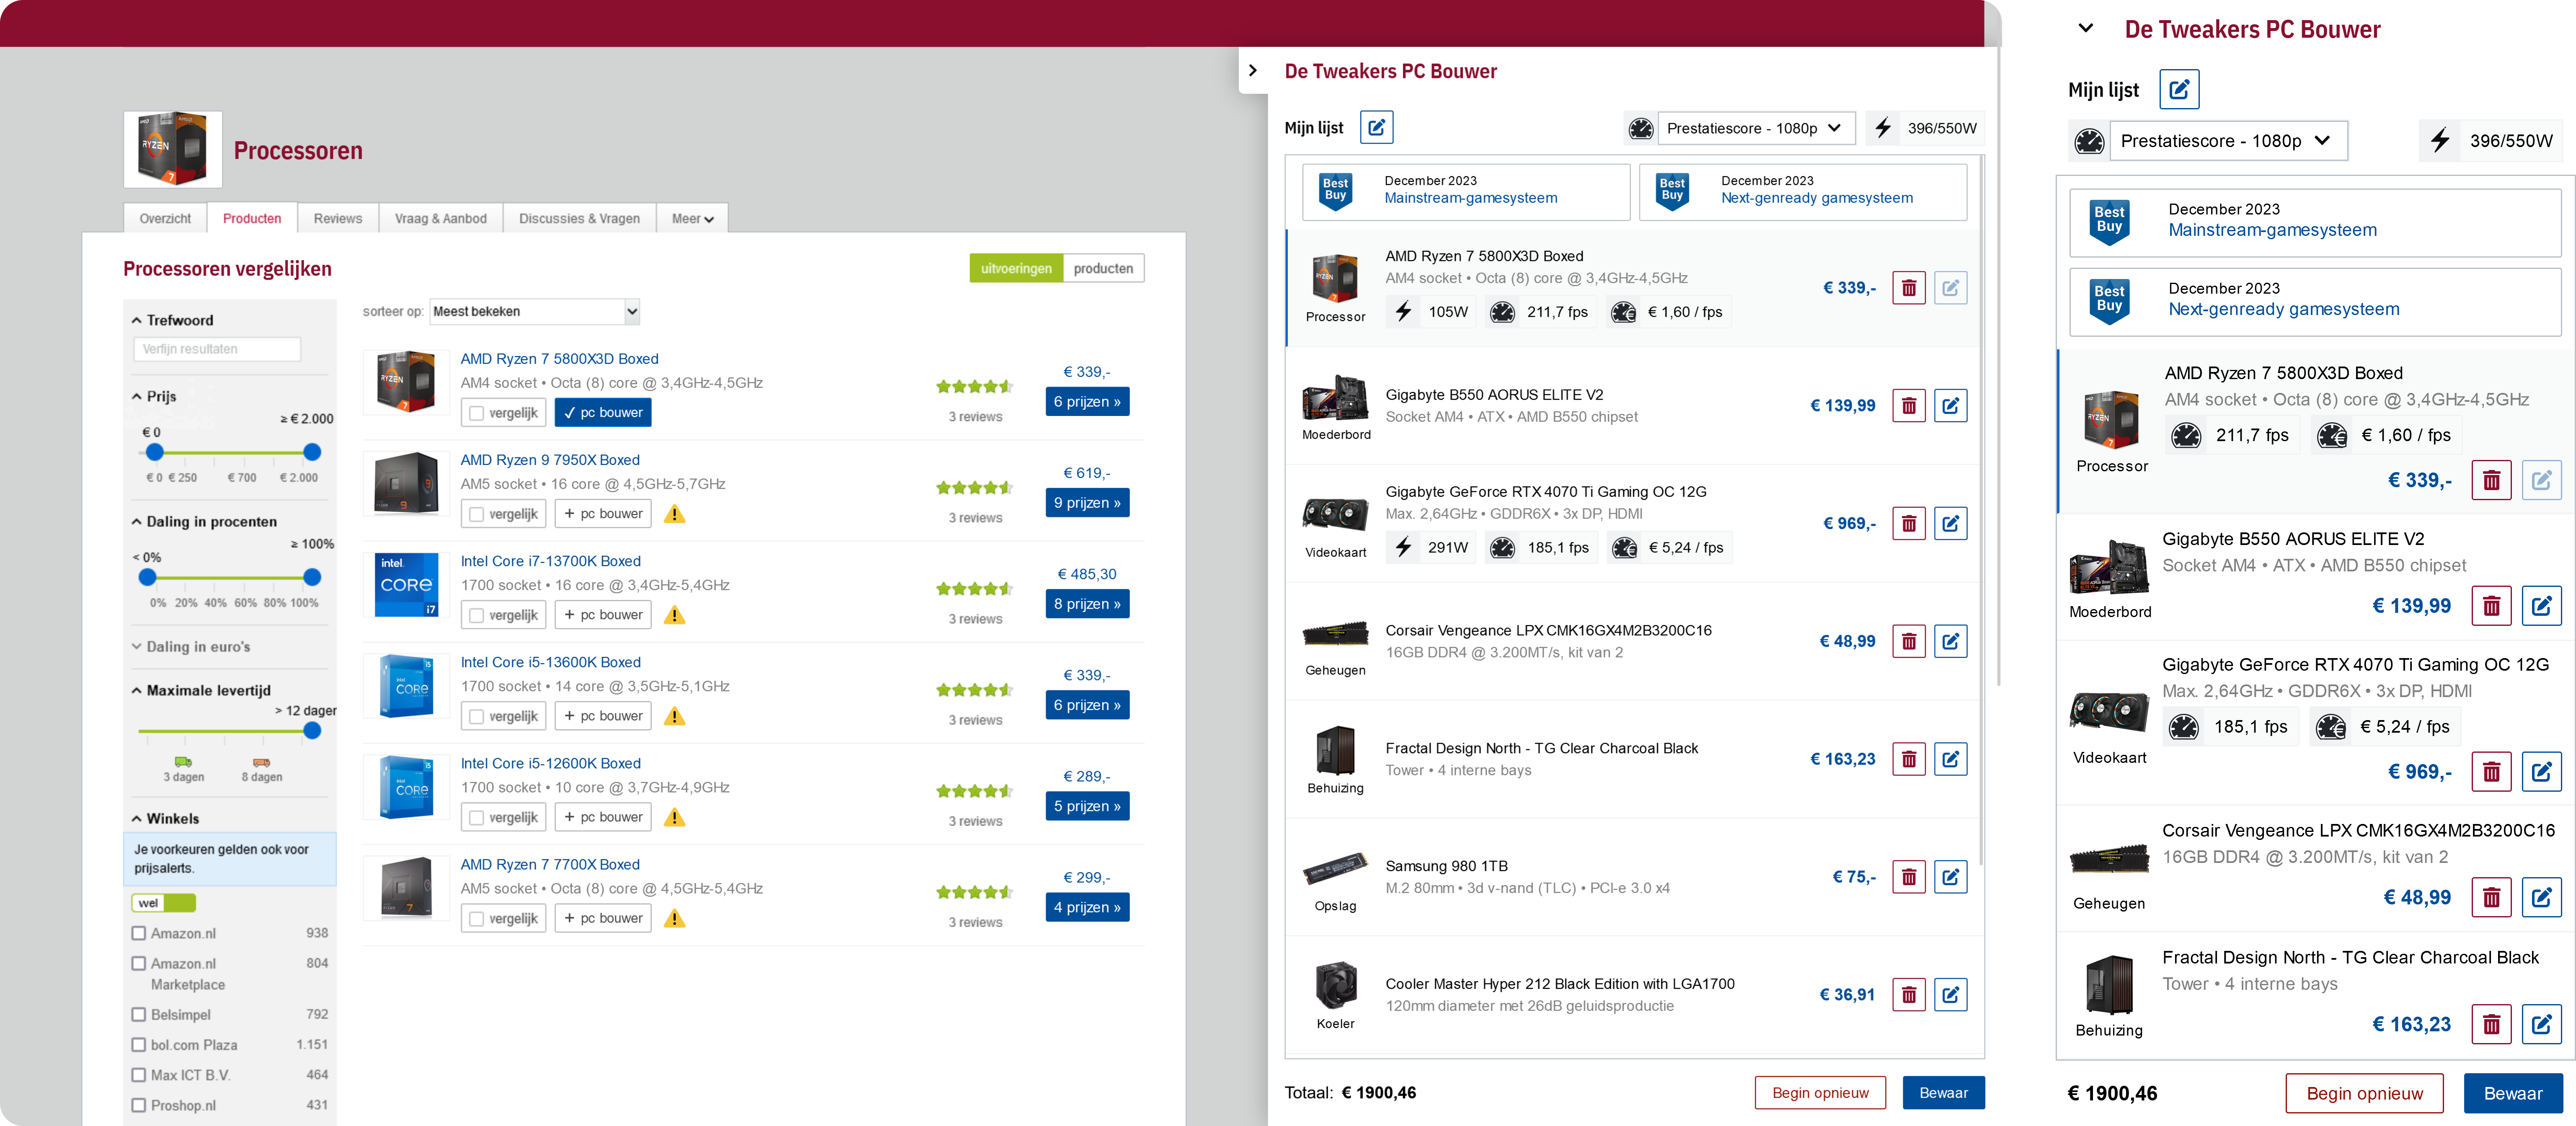 Processoren
Overzicht
Producten
Reviews
Vraag & Aanbod
Discussies & Vragen
Meer
Processoren vergelijken
uitvoeringen
producten
Trefwoord
Verfijn resultaten
Prijs
≥ € 2.000
€ 0
€ 0 € 250 € 700 € 2.000
Daling in procenten
≥ 100%
< 0%
0% 20% 40% 60% 80% 100%
Daling in euro's
Maximale levertijd
> 12 dagen
3 dagen
8 dagen
Winkels
Je voorkeuren gelden ook voor
prijsalerts.
wel
Amazon.nl 938
Amazon.nl 804
Marketplace
Belsimpel 792
bol.com Plaza 1.151
Max ICT B.V. 464
Proshop.nl 431
sorteer op: Meest bekeken
AMD Ryzen 7 5800X3D Boxed
AM4 socket • Octa (8) core @ 3,4GHz-4,5GHz
vergelijk
pc bouwer
3 reviews
€ 339,-
6 prijzen »
AMD Ryzen 9 7950X Boxed
AM5 socket • 16 core @ 4,5GHz-5,7GHz
vergelijk
+ pc bouwer
3 reviews
€ 619,-
9 prijzen »
Intel Core i7-13700K Boxed
1700 socket • 16 core @ 3,4GHz-5,4GHz
vergelijk
+ pc bouwer
3 reviews
€ 485,30
8 prijzen »
Intel Core i5-13600K Boxed
1700 socket • 14 core @ 3,5GHz-5,1GHz
vergelijk
+ pc bouwer
3 reviews
€ 339,-
6 prijzen »
Intel Core i5-12600K Boxed
1700 socket • 10 core @ 3,7GHz-4,9GHz
vergelijk
+ pc bouwer
3 reviews
€ 289,-
5 prijzen »
AMD Ryzen 7 7700X Boxed
AM5 socket • Octa (8) core @ 4,5GHz-5,4GHz
vergelijk
+ pc bouwer
3 reviews
€ 299,-
4 prijzen »
De Tweakers PC Bouwer
Mijn lijst
Prestatiescore - 1080p
396/550W
Best
Buy
December 2023
Mainstream-gamesysteem
Best
Buy
December 2023
Next-genready gamesysteem
AMD Ryzen 7 5800X3D Boxed
AM4 socket • Octa (8) core @ 3,4GHz-4,5GHz
105W
211,7 fps
€ 1,60 / fps
Processor
€ 339,-
Gigabyte B550 AORUS ELITE V2
Socket AM4 • ATX • AMD B550 chipset
Moederbord
€ 139,99
Gigabyte GeForce RTX 4070 Ti Gaming OC 12G
Max. 2,64GHz • GDDR6X • 3x DP, HDMI
291W
185,1 fps
€ 5,24 / fps
Videokaart
€ 969,-
Corsair Vengeance LPX CMK16GX4M2B3200C16
16GB DDR4 @ 3.200MT/s, kit van 2
Geheugen
€ 48,99
Fractal Design North - TG Clear Charcoal Black
Tower • 4 interne bays
Behuizing
€ 163,23
Samsung 980 1TB
M.2 80mm • 3d v-nand (TLC) • PCI-e 3.0 x4
Opslag
€ 75,-
Cooler Master Hyper 212 Black Edition with LGA1700
120mm diameter met 26dB geluidsproductie
Koeler
€ 36,91
Totaal: € 1900,46
Begin opnieuw
Bewaar
De Tweakers PC Bouwer
Mijn lijst
Prestatiescore - 1080p
396/550W
Best
Buy
December 2023
Mainstream-gamesysteem
Best
Buy
December 2023
Next-genready gamesysteem
AMD Ryzen 7 5800X3D Boxed
AM4 socket • Octa (8) core @ 3,4GHz-4,5GHz
211,7 fps
€ 1,60 / fps
Processor
€ 339,-
Gigabyte B550 AORUS ELITE V2
Socket AM4 • ATX • AMD B550 chipset
Moederbord
€ 139,99
Gigabyte GeForce RTX 4070 Ti Gaming OC 12G
Max. 2,64GHz • GDDR6X • 3x DP, HDMI
185,1 fps
€ 5,24 / fps
Videokaart
€ 969,-
Corsair Vengeance LPX CMK16GX4M2B3200C16
16GB DDR4 @ 3.200MT/s, kit van 2
Geheugen
€ 48,99
Fractal Design North - TG Clear Charcoal Black
Tower • 4 interne bays
Behuizing
€ 163,23
€ 1900,46
Begin opnieuw
Bewaar